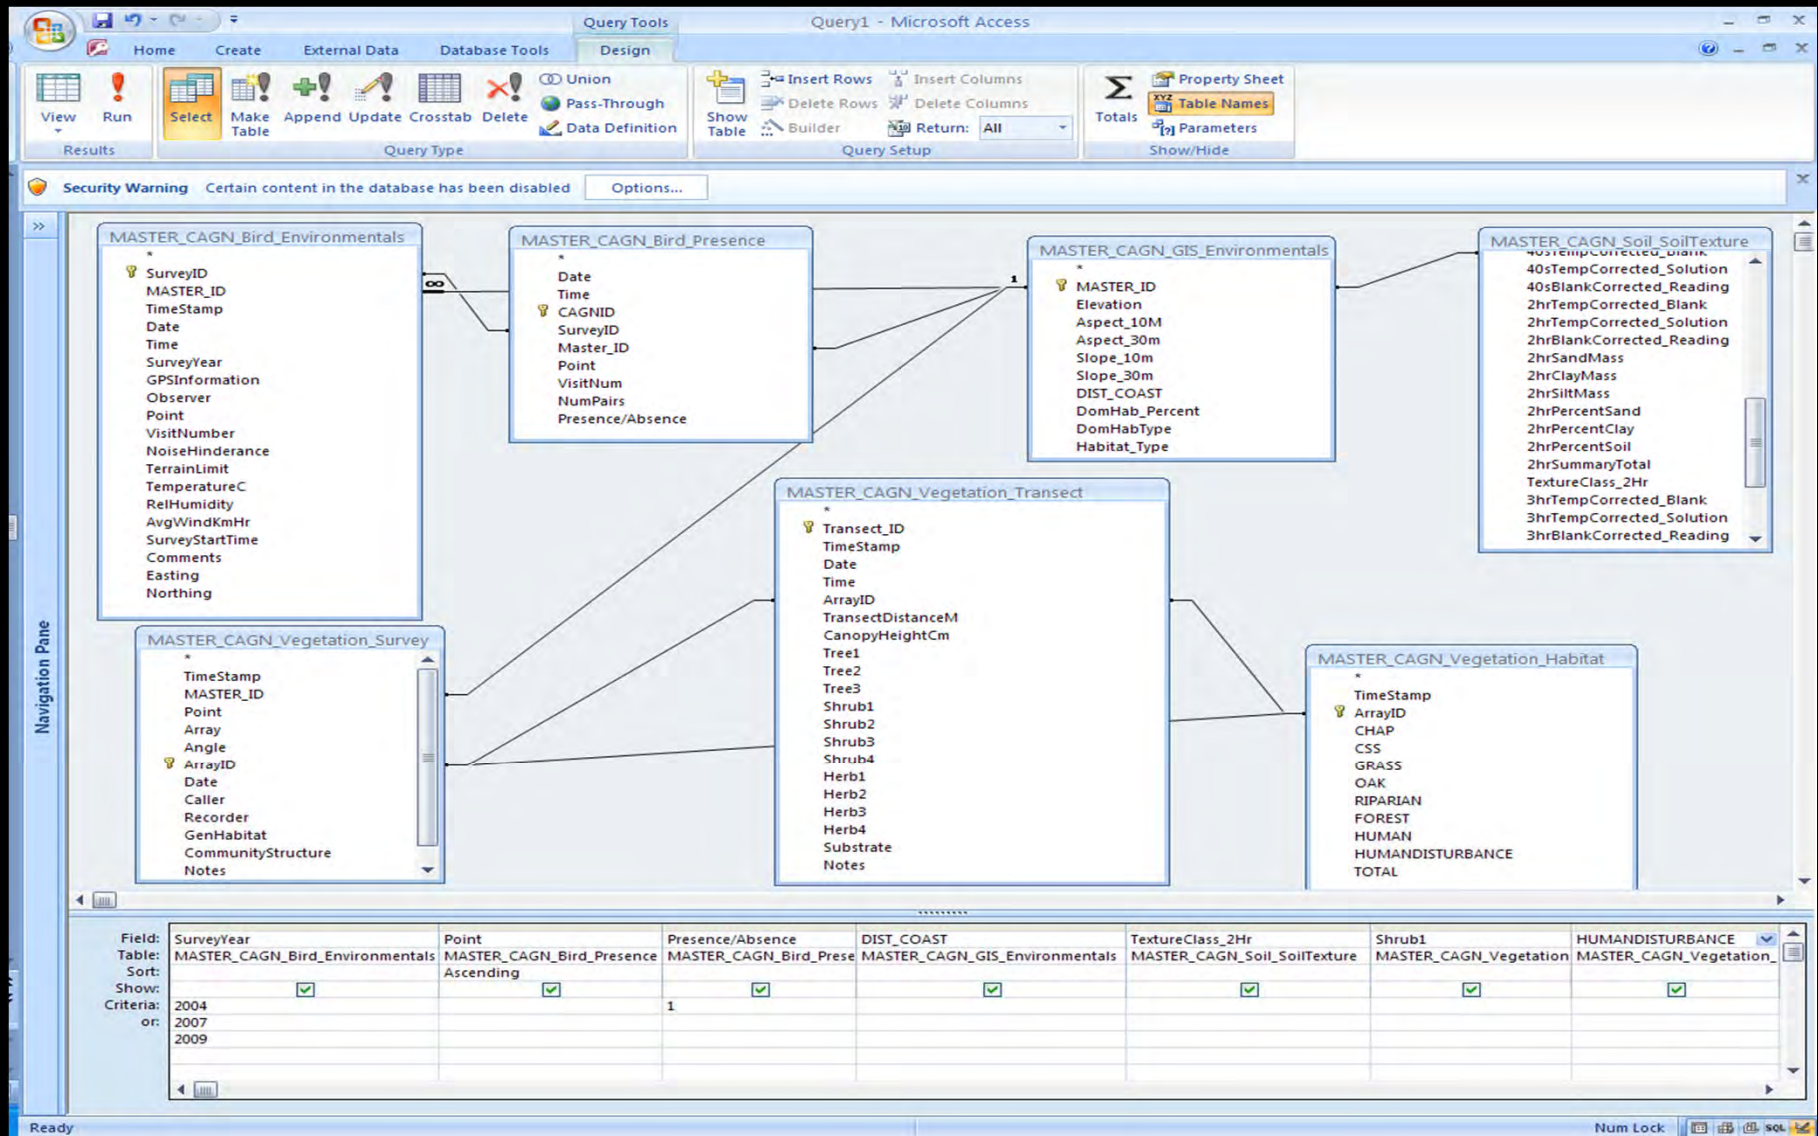 Query Tools
Query1 - Microsoft Access
Home Create External Data Database Tools Design
View
Run
Select
Make Table
Append
Update
Crosstab
Delete
Union
Pass-Through
Data Definition
Show Table
Insert Rows
Delete Rows
Builder
Insert Columns
Delete Columns
Return: All
Totals
Property Sheet
Table Names
Parameters
Results
Query Type
Query Setup
Show/Hide
Security Warning Certain content in the database has been disabled Options...
Navigation Pane
MASTER_CAGN_Bird_Environmentals
*
SurveyID
MASTER_ID
TimeStamp
Date
Time
SurveyYear
GPSInformation
Observer
Point
VisitNumber
NoiseHinderance
TerrainLimit
TemperatureC
RelHumidity
AvgWindKmHr
SurveyStartTime
Comments
Easting
Northing
∞
MASTER_CAGN_Bird_Presence
*
Date
Time
CAGNID
SurveyID
Master_ID
Point
VisitNum
NumPairs
Presence/Absence
1
MASTER_CAGN_GIS_Environmentals
*
MASTER_ID
Elevation
Aspect_10M
Aspect_30m
Slope_10m
Slope_30m
DIST_COAST
DomHab_Percent
DomHabType
Habitat_Type
MASTER_CAGN_Soil_SoilTexture
40sTempCorrected_Blank
40sTempCorrected_Solution
40sBlankCorrected_Reading
2hrTempCorrected_Blank
2hrTempCorrected_Solution
2hrBlankCorrected_Reading
2hrSandMass
2hrClayMass
2hrSiltMass
2hrPercentSand
2hrPercentClay
2hrPercentSoil
2hrSummaryTotal
TextureClass_2Hr
3hrTempCorrected_Blank
3hrTempCorrected_Solution
3hrBlankCorrected_Reading
MASTER_CAGN_Vegetation_Survey
*
TimeStamp
MASTER_ID
Point
Array
Angle
ArrayID
Date
Caller
Recorder
GenHabitat
CommunityStructure
Notes
MASTER_CAGN_Vegetation_Transect
*
Transect_ID
TimeStamp
Date
Time
ArrayID
TransectDistanceM
CanopyHeightCm
Tree1
Tree2
Tree3
Shrub1
Shrub2
Shrub3
Shrub4
Herb1
Herb2
Herb3
Herb4
Substrate
Notes
MASTER_CAGN_Vegetation_Habitat
*
TimeStamp
ArrayID
CHAP
CSS
GRASS
OAK
RIPARIAN
FOREST
HUMAN
HUMANDISTURBANCE
TOTAL
Field: SurveyYear Point Presence/Absence DIST_COAST TextureClass_2Hr Shrub1 HUMANDISTURBANCE
Table: MASTER_CAGN_Bird_Environmentals MASTER_CAGN_Bird_Presence MASTER_CAGN_Bird_Prese MASTER_CAGN_GIS_Environmentals MASTER_CAGN_Soil_SoilTexture MASTER_CAGN_Vegetation MASTER_CAGN_Vegetation_
Sort: Ascending
Show:
Criteria: 2004 1
or: 2007
2009
Ready
Num Lock
SQL